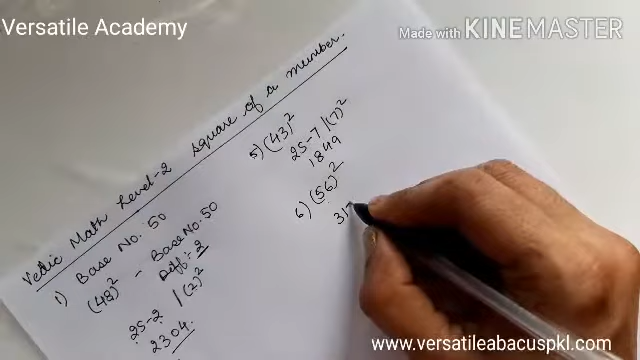 Versatile Academy
Made with KINEMASTER
Vedic Math Level-2 Square of a number.
1) Base No: 50
(48)² - Base No: 50
Diff: 2
25-2 /(2)²
2304
5) (43)²
25-7/(7)²
1849
6) (56)²
31
www.versatileabacuspkl.com